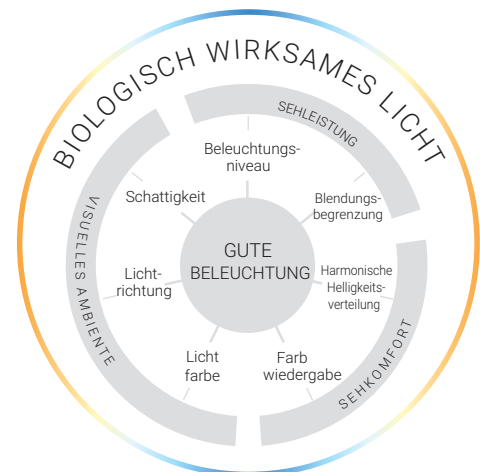 BIOLOGISCH WIRKSAMES LICHT
SEHLEISTUNG
Beleuchtungs-
niveau
Schattigkeit
Blendungs-
begrenzung
VISUELLES AMBIENTE
GUTE
BELEUCHTUNG
Licht-
richtung
Harmonische
Helligkeits-
verteilung
SEHKOMFORT
Licht
farbe
Farb
wiedergabe